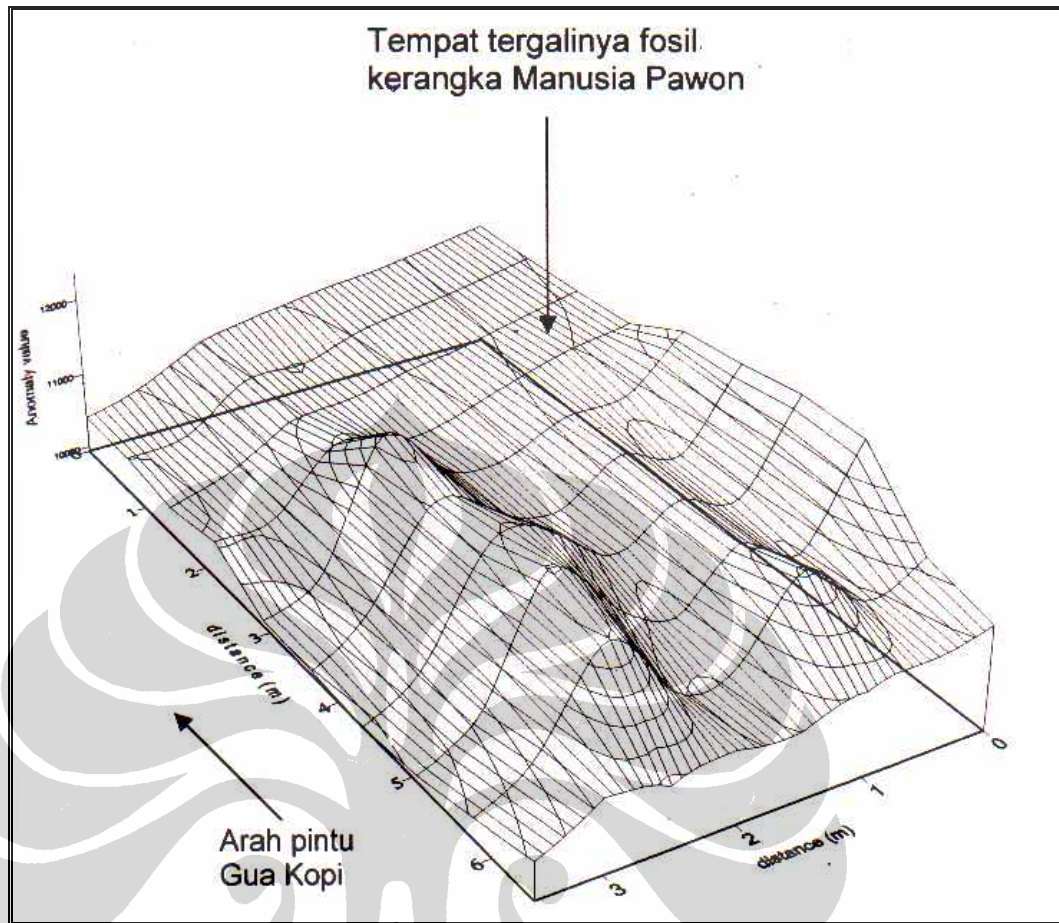 Tempat tergalinya fosil
kerangka Manusia Pawon
12000
11000
Anomaly value
1
2
3
distance (m)
4
5
6
3
2
distance (m)
1
0
Arah pintu
Gua Kopi